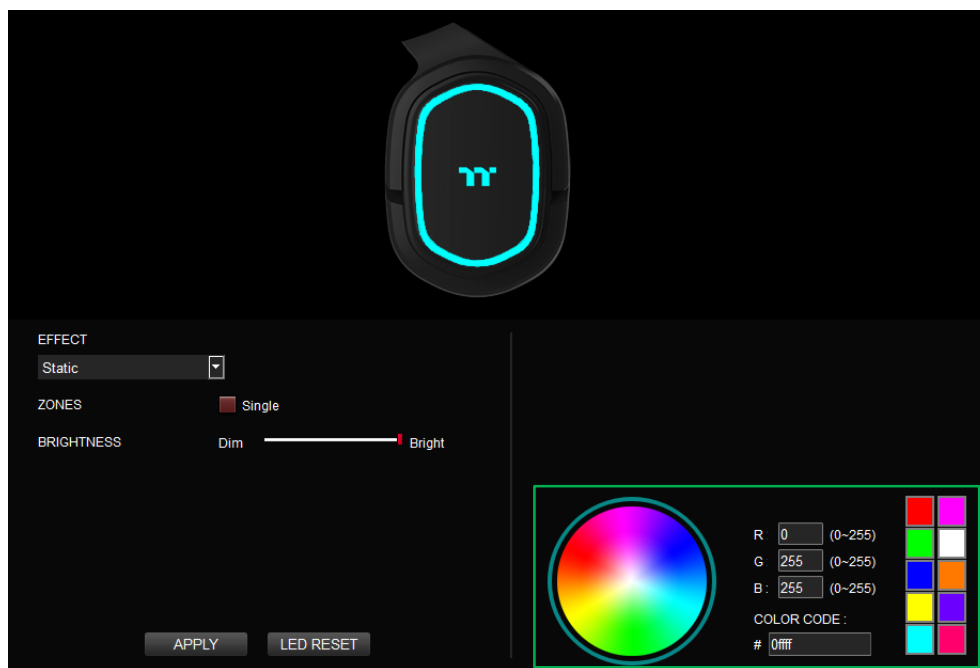 EFFECT
Static
ZONES Single
BRIGHTNESS Dim Bright
APPLY LED RESET
R 0 (0~255)
G 255 (0~255)
B : 255 (0~255)
COLOR CODE :
# 0ffff